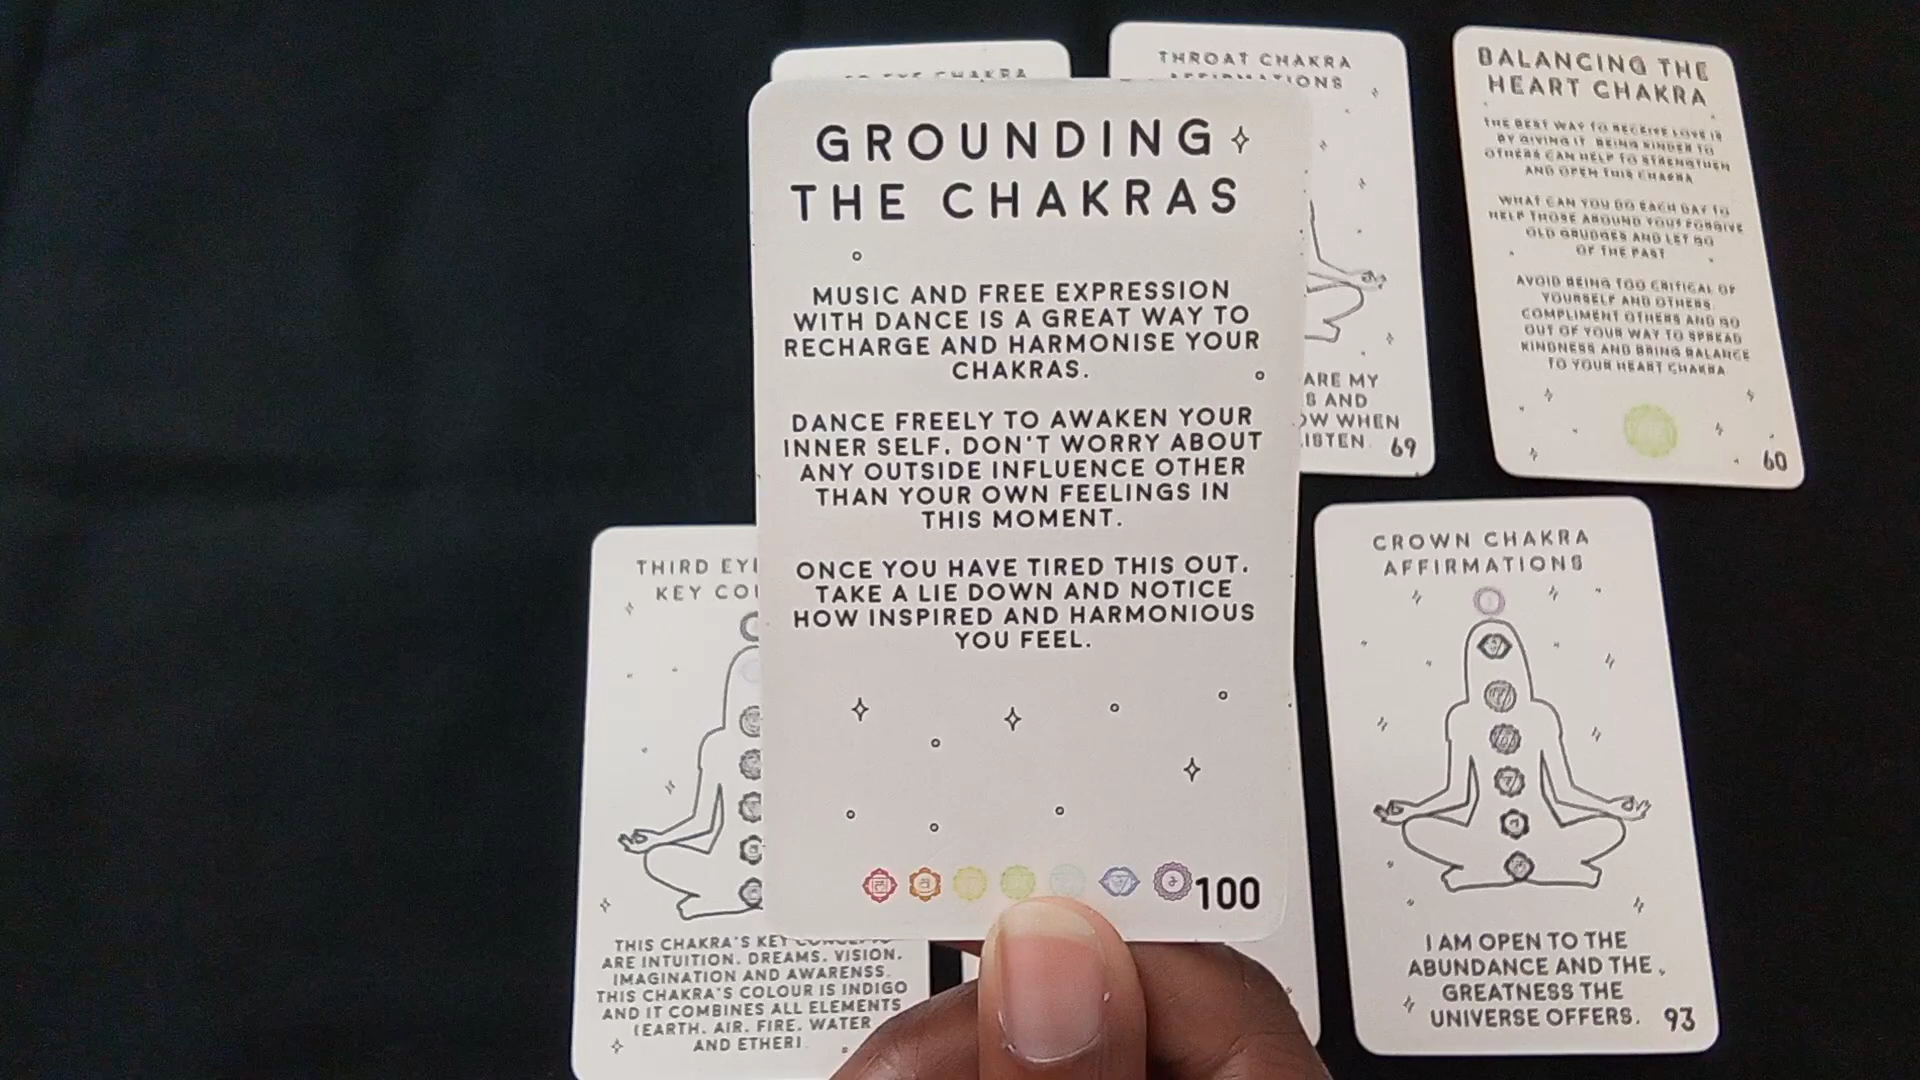 GROUNDING
THE CHAKRAS
MUSIC AND FREE EXPRESSION
WITH DANCE IS A GREAT WAY TO
RECHARGE AND HARMONISE YOUR
CHAKRAS.
DANCE FREELY TO AWAKEN YOUR
INNER SELF. DON'T WORRY ABOUT
ANY OUTSIDE INFLUENCE OTHER
THAN YOUR OWN FEELINGS IN
THIS MOMENT.
ONCE YOU HAVE TIRED THIS OUT.
TAKE A LIE DOWN AND NOTICE
HOW INSPIRED AND HARMONIOUS
YOU FEEL.
100
EYE CHAKRA
THROAT CHAKRA
AFFIRMATIONS
ARE MY
AND
WHEN
LISTEN.
69
BALANCING THE
HEART CHAKRA
THE BEST WAY TO RECEIVE LOVE IS
BY GIVING IT. BEING KINDER TO
OTHERS CAN HELP TO STRENGTHEN
AND OPEN THIS CHAKRA
WHAT CAN YOU DO EACH DAY TO
HELP THOSE AROUND YOU? FORGIVE
OLD GRUDGES AND LET GO
OF THE PAST
AVOID BEING TOO CRITICAL OF
YOURSELF AND OTHERS.
COMPLIMENT OTHERS AND GO
OUT OF YOUR WAY TO SPREAD
KINDNESS AND BRING BALANCE
TO YOUR HEART CHAKRA
60
THIRD EYE
KEY CO
THIS CHAKRA'S KEY CONCEPTS
ARE INTUITION. DREAMS. VISION.
IMAGINATION AND AWARENSS.
THIS CHAKRA'S COLOUR IS INDIGO
AND IT COMBINES ALL ELEMENTS
(EARTH. AIR. FIRE. WATER
AND ETHER)
CROWN CHAKRA
AFFIRMATIONS
I AM OPEN TO THE
ABUNDANCE AND THE
GREATNESS THE
UNIVERSE OFFERS.
93